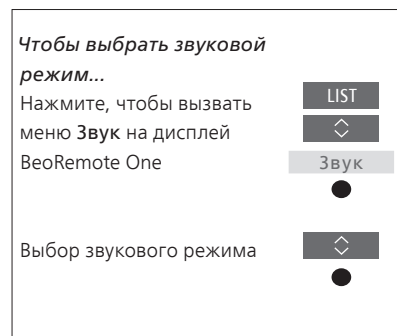 Чтобы выбрать звуковой
режим...
Нажмите, чтобы вызвать
меню Звук на дисплей
BeoRemote One
LIST
Звук
Выбор звукового режима